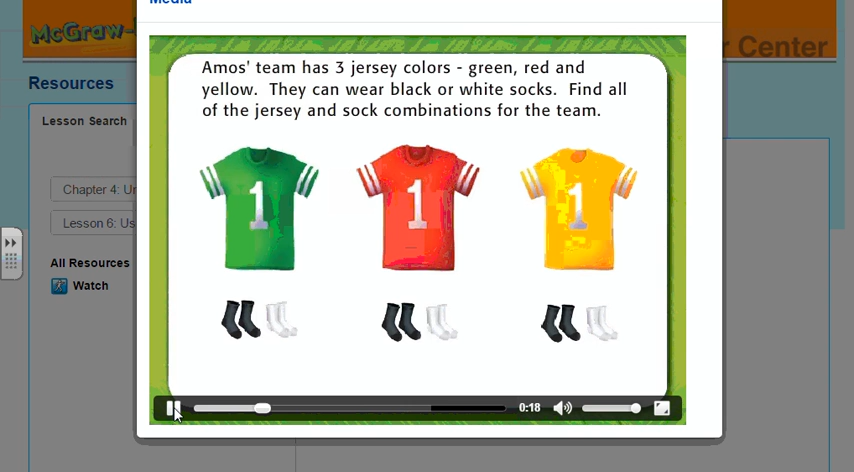 Media
McGraw-
r Center
Resources
Lesson Search
Chapter 4: Un
Lesson 6: Us
All Resources
Watch
Amos' team has 3 jersey colors - green, red and
yellow. They can wear black or white socks. Find all
of the jersey and sock combinations for the team.
1 1 1
0:18